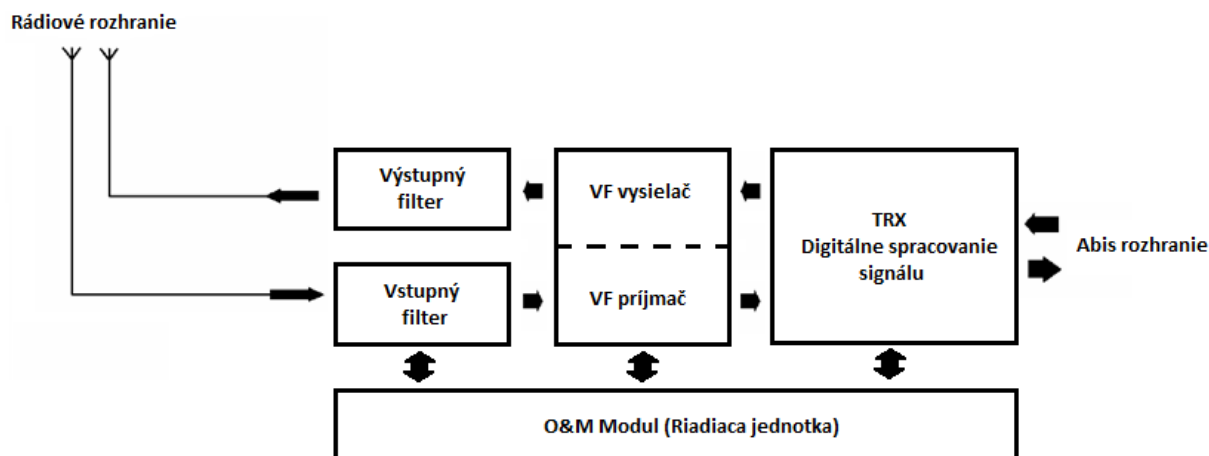 Rádiové rozhranie
Výstupný
filter
VF vysielač
TRX
Digitálne spracovanie
signálu
Abis rozhranie
Vstupný
filter
VF príjmač
O&M Modul (Riadiaca jednotka)